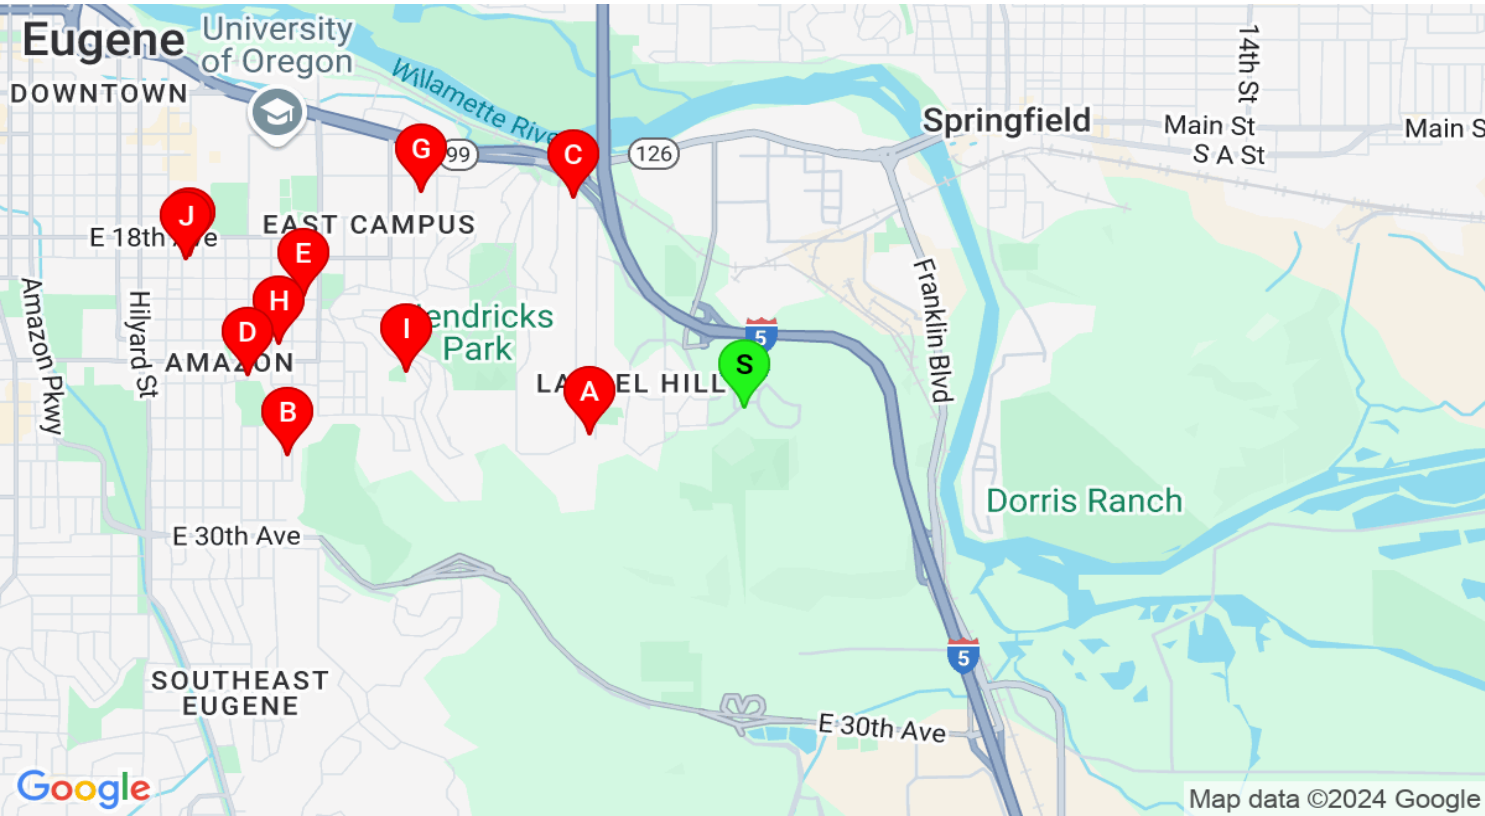 Eugene
University
of Oregon
DOWNTOWN
Willamette Rive
99
126
Springfield
14th St
Main St
S A St
Main S
G
C
J
E 18th
EAST CAMPUS
E
H
D
AMAZON
I
endricks
Park
5
S
LAUREL HILL
A
B
Amazon Pkwy
Hilyard St
Franklin Blvd
Dorris Ranch
E 30th Ave
SOUTHEAST
EUGENE
5
E 30th Ave
Google
Map data ©2024 Google